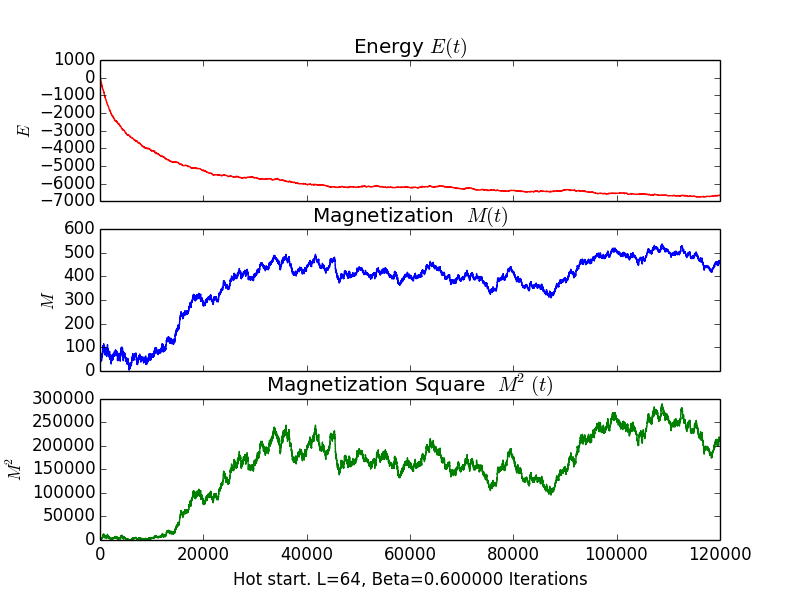 Energy E(t)
1000
0
−1000
−2000
−3000
−4000
−5000
−6000
−7000
E
Magnetization M(t)
600
500
400
300
200
100
0
M
Magnetization Square M² (t)
300000
250000
200000
150000
100000
50000
0
M²
0 20000 40000 60000 80000 100000 120000
Hot start. L=64, Beta=0.600000 Iterations